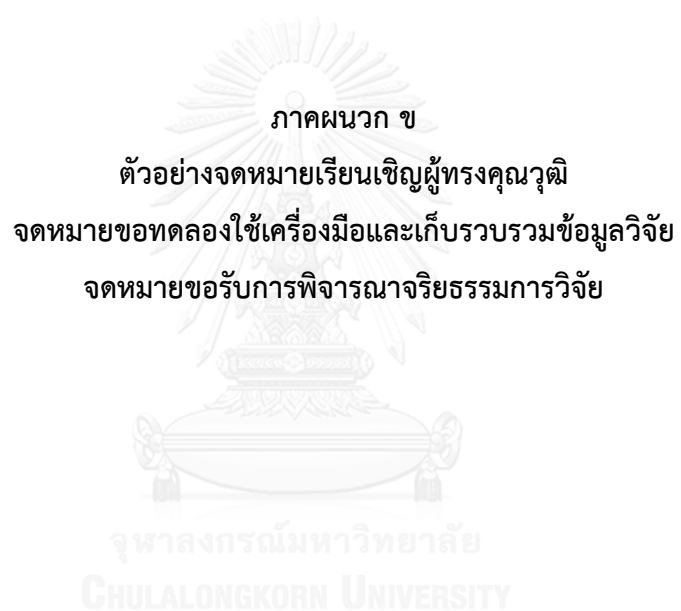 ภาคผนวก ข
ตัวอย่างจดหมายเรียนเชิญผู้ทรงคุณวุฒิ
จดหมายขอทดลองใช้เครื่องมือและเก็บรวบรวมข้อมูลวิจัย
จดหมายขอรับการพิจารณาจริยธรรมการวิจัย
จุฬาลงกรณ์มหาวิทยาลัย
CHULALONGKORN UNIVERSITY